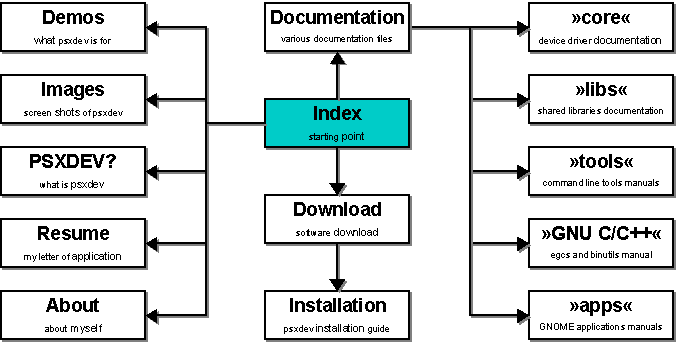 Demos
what psxdev is for
Images
screen shots of psxdev
PSXDEV?
what is psxdev
Resume
my letter of application
About
about myself
Documentation
various documentation files
Index
starting point
Download
software download
Installation
psxdev installation guide
»core«
device driver documentation
»libs«
shared libraries documentation
»tools«
command line tools manuals
»GNU C/C++«
egcs and binutils manual
»apps«
GNOME applications manuals